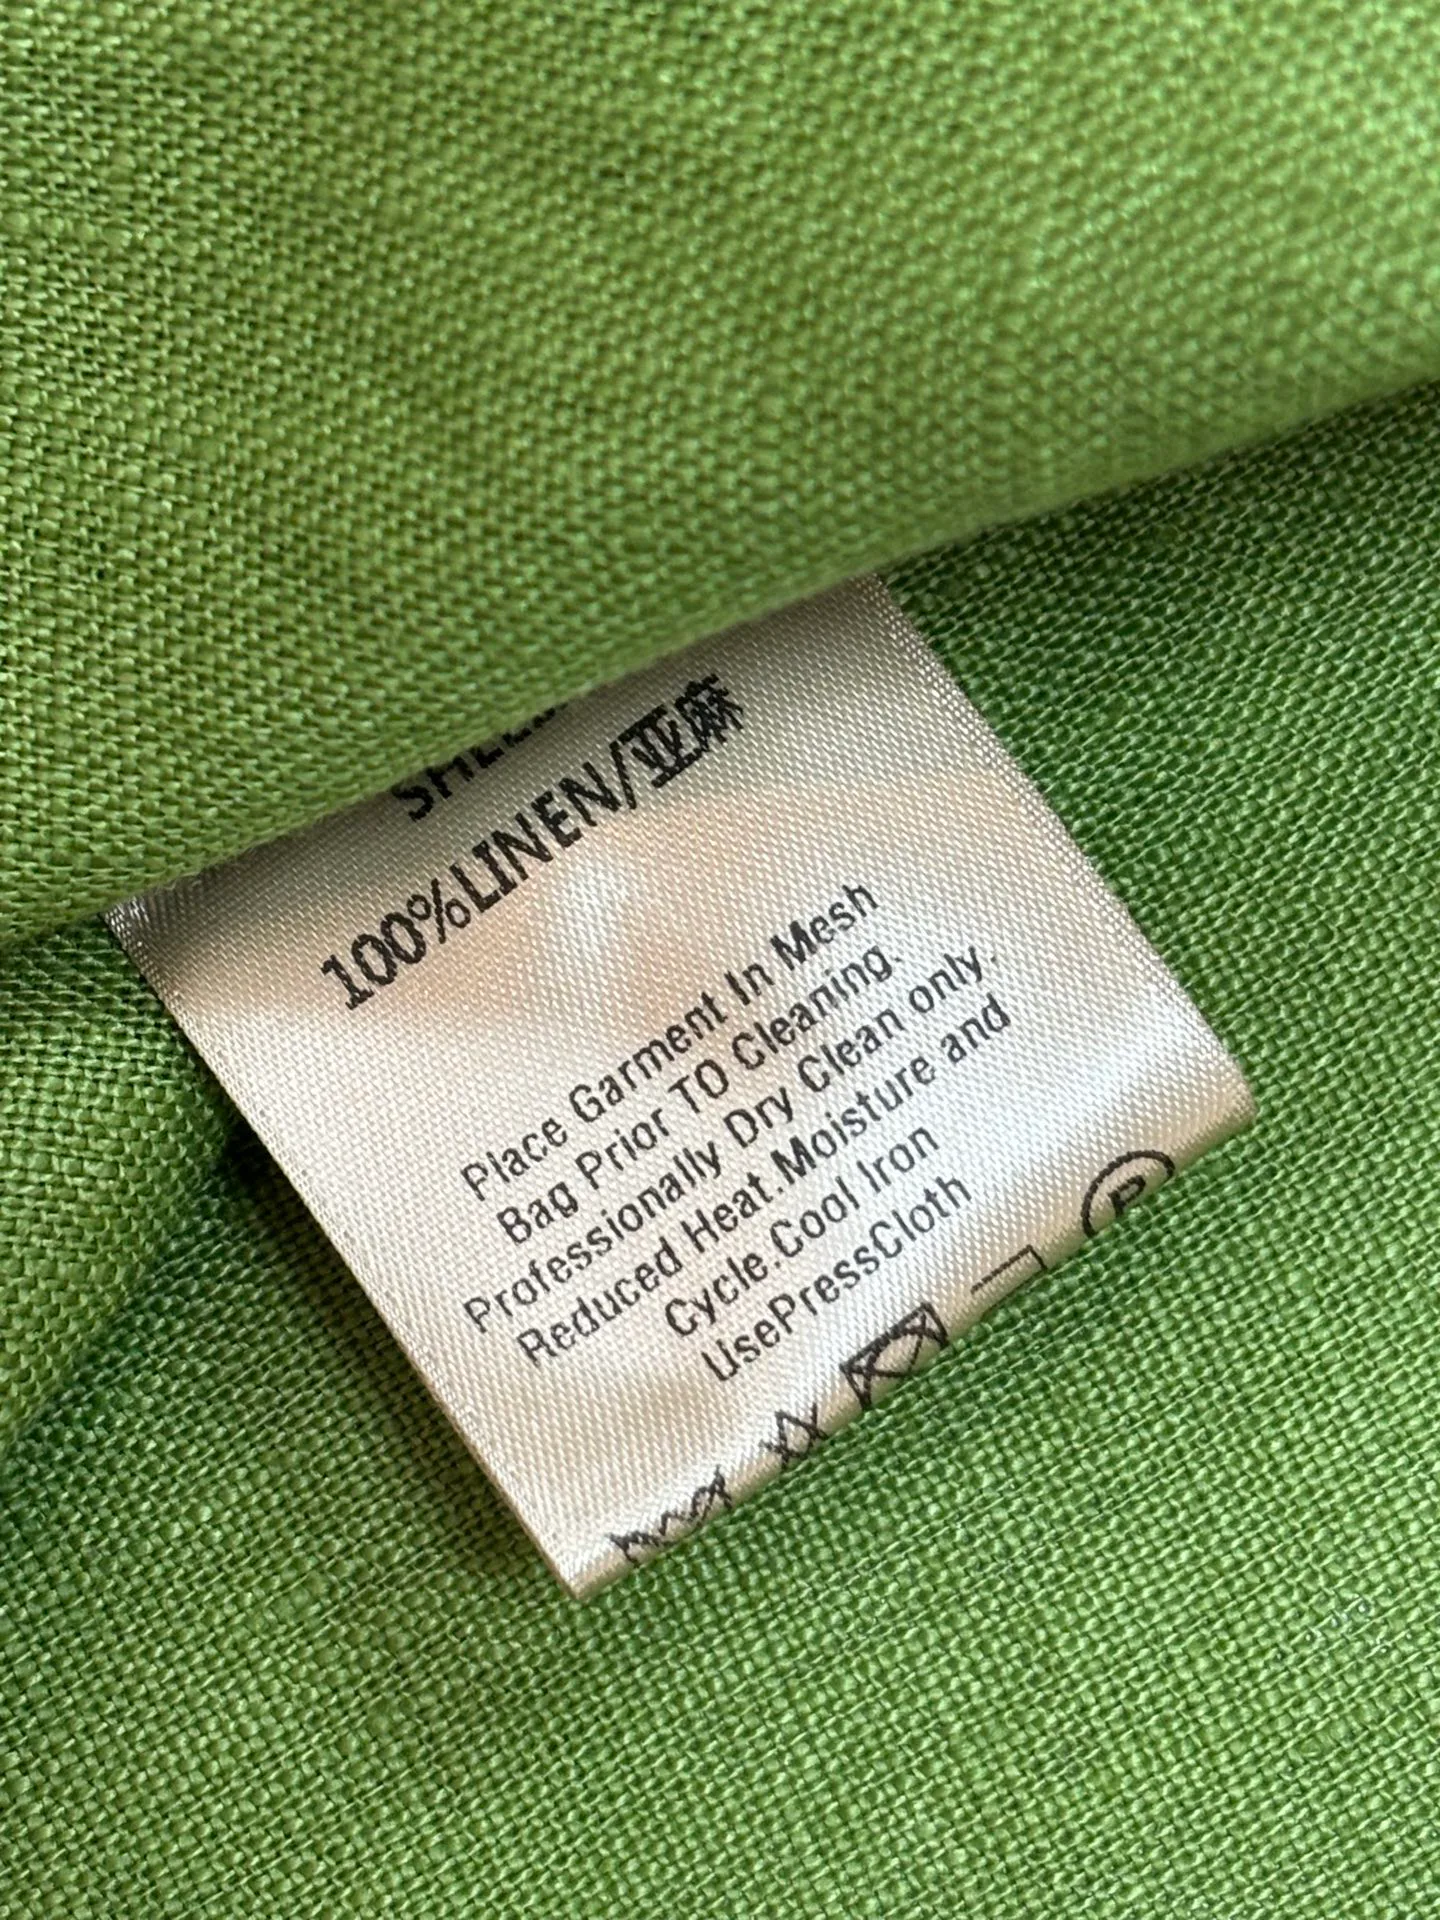 100%LINEN/亚麻
Place Garment In Mesh
Bag Prior TO Cleaning.
Professionally Dry Clean only.
Reduced Heat.Moisture and
Cycle.Cool Iron
UsePressCloth
P